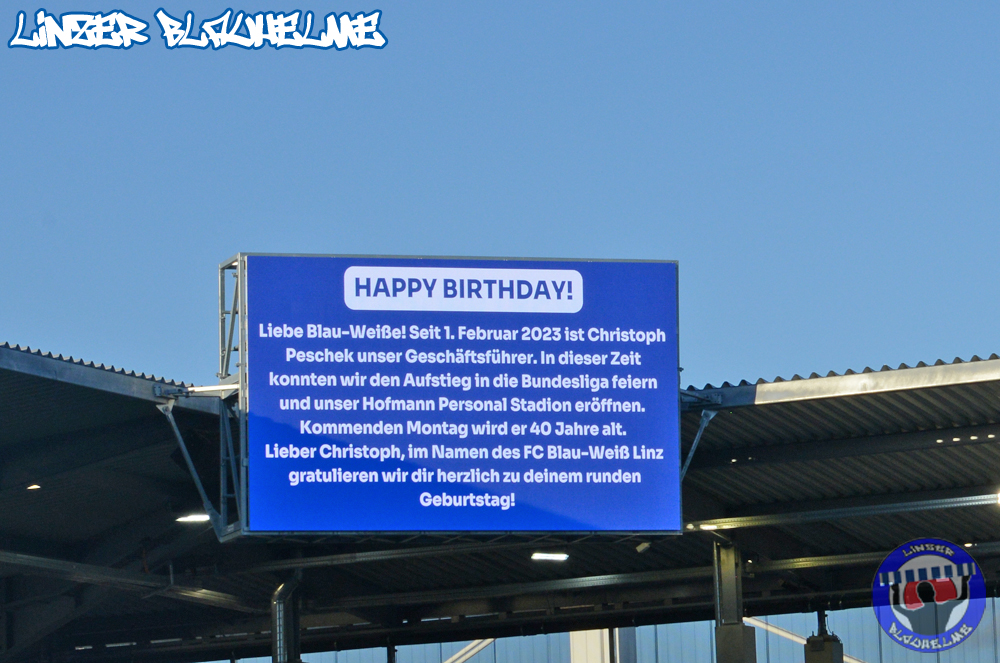 LINZER BLAUHELME
HAPPY BIRTHDAY!
Liebe Blau-Weiße! Seit 1. Februar 2023 ist Christoph
Peschek unser Geschäftsführer. In dieser Zeit
konnten wir den Aufstieg in die Bundesliga feiern
und unser Hofmann Personal Stadion eröffnen.
Kommenden Montag wird er 40 Jahre alt.
Lieber Christoph, im Namen des FC Blau-Weiß Linz
gratulieren wir dir herzlich zu deinem runden
Geburtstag!
LINZER
BLAUHELME